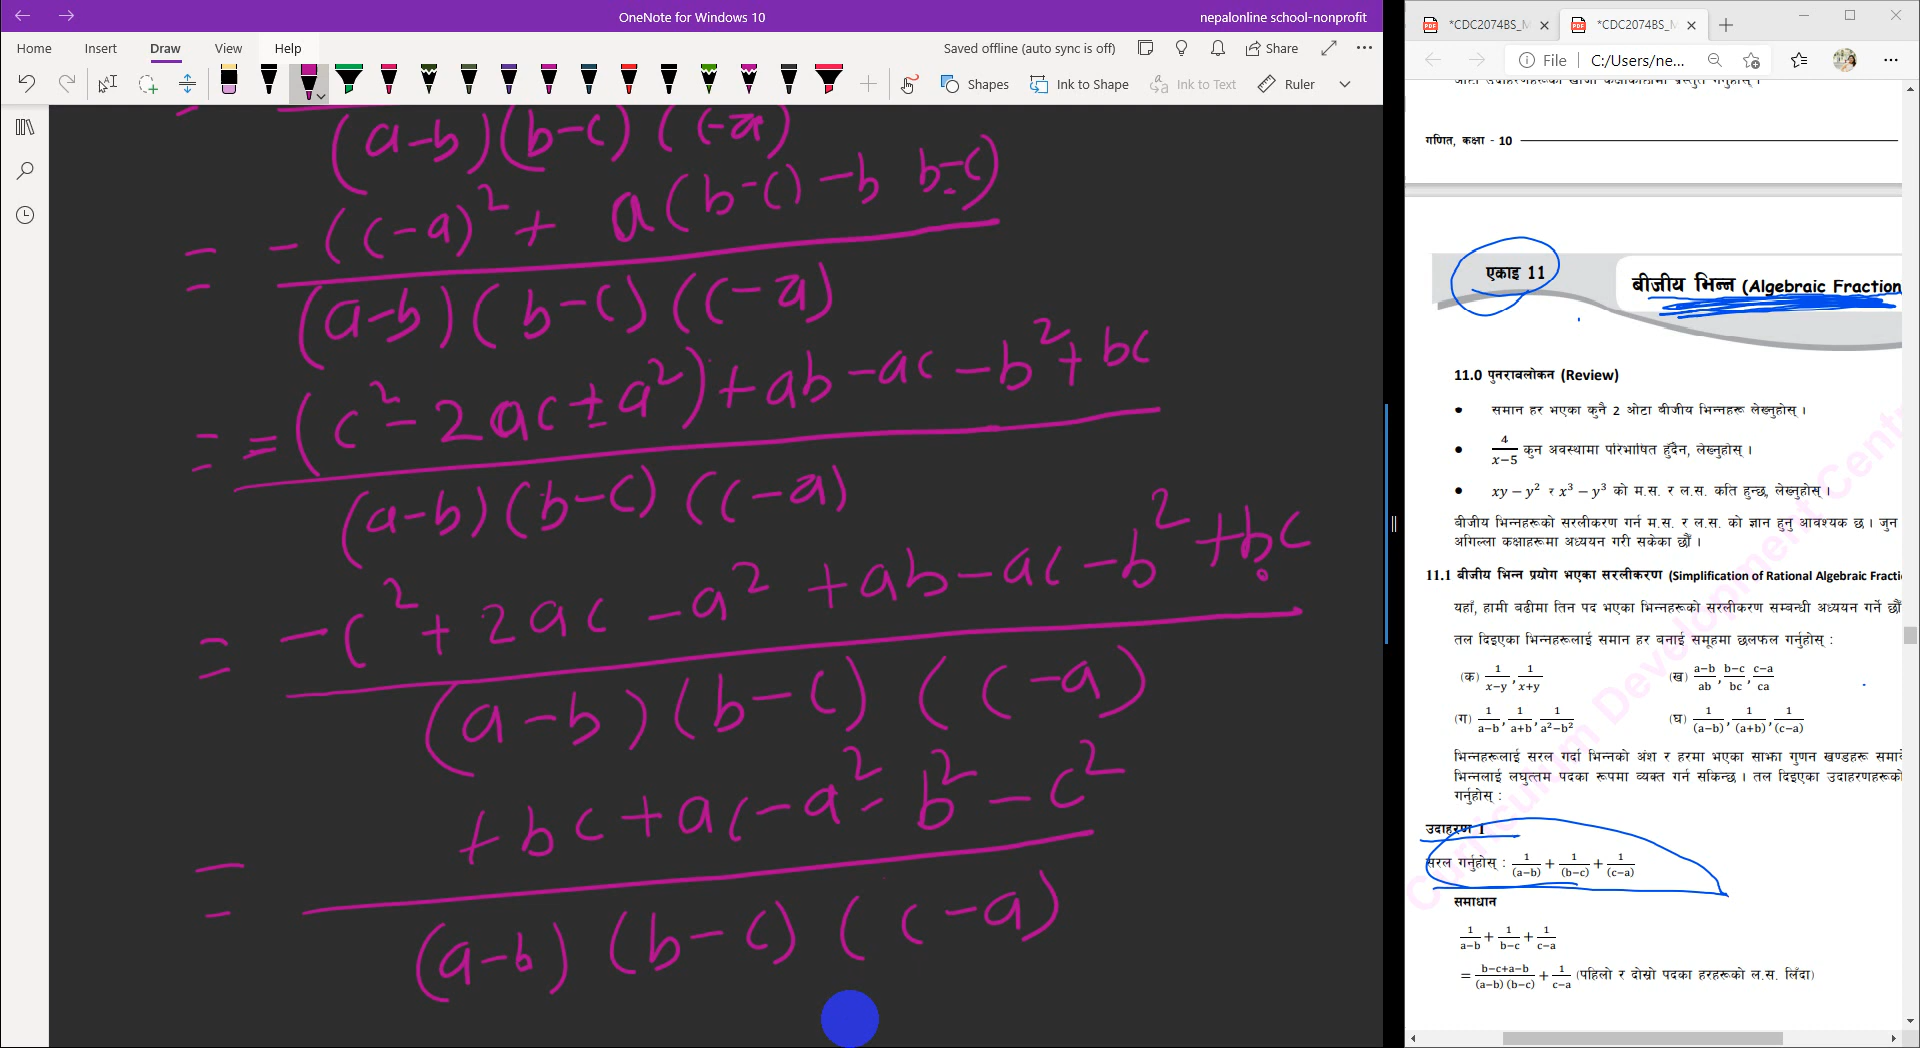 OneNote for Windows 10
nepalonline school-nonprofit
Home Insert Draw View Help
Saved offline (auto sync is off) Share
Shapes Ink to Shape Ink to Text Ruler
(a-b)(b-c)(c-a)
= -(c-a)² + a(b-c) -b b-c)
(a-b)(b-c)(c-a)
= =(c² - 2ac ± a²) + ab - ac - b² + bc
(a-b)(b-c)(c-a)
= -c² + 2ac - a² + ab - ac - b² + bc
(a-b)(b-c)(c-a)
= + bc + ac - a² - b² - c²
(a-b)(b-c)(c-a)
*CDC2074BS_M
*CDC2074BS_M
File C:/Users/ne...
गणित, कक्षा - 10
एकाइ 11
बीजीय भिन्न (Algebraic Fraction
11.0 पुनरावलोकन (Review)
• समान हर भएका कुनै 2 ओटा बीजीय भिन्नहरू लेख्नुहोस् ।
• 4/x−5 कुन अवस्थामा परिभाषित हुँदैन, लेख्नुहोस् ।
• xy − y² र x³ − y³ को म.स. र ल.स. कति हुन्छ, लेख्नुहोस् ।
बीजीय भिन्नहरूको सरलीकरण गर्न म.स. र ल.स. को ज्ञान हुनु आवश्यक छ । जुन
अगिल्ला कक्षाहरूमा अध्ययन गरी सकेका छौँ ।
11.1 बीजीय भिन्न प्रयोग भएका सरलीकरण (Simplification of Rational Algebraic Fracti
यहाँ, हामी बढीमा तिन पद भएका भिन्नहरूको सरलीकरण सम्बन्धी अध्ययन गर्ने छौँ
तल दिइएका भिन्नहरूलाई समान हर बनाई समूहमा छलफल गर्नुहोस् :
(क) 1/x−y, 1/x+y (ख) a−b/ab, b−c/bc, c−a/ca
(ग) 1/a−b, 1/a+b, 1/a²−b² (घ) 1/(a−b), 1/(a+b), 1/(c−a)
भिन्नहरूलाई सरल गर्दा भिन्नको अंश र हरमा भएका साझा गुणन खण्डहरू
भिन्नलाई लघुत्तम पदका रूपमा व्यक्त गर्न सकिन्छ । तल दिइएका उदाहरणहरूको
गर्नुहोस् :
उदाहरण 1
सरल गर्नुहोस् : 1/(a−b) + 1/(b−c) + 1/(c−a)
समाधान
1/a−b + 1/b−c + 1/c−a
= b−c+a−b/(a−b)(b−c) + 1/c−a (पहिलो र दोस्रो पदका हरहरूको ल.स. लिँदा)
Curriculum Development Centr